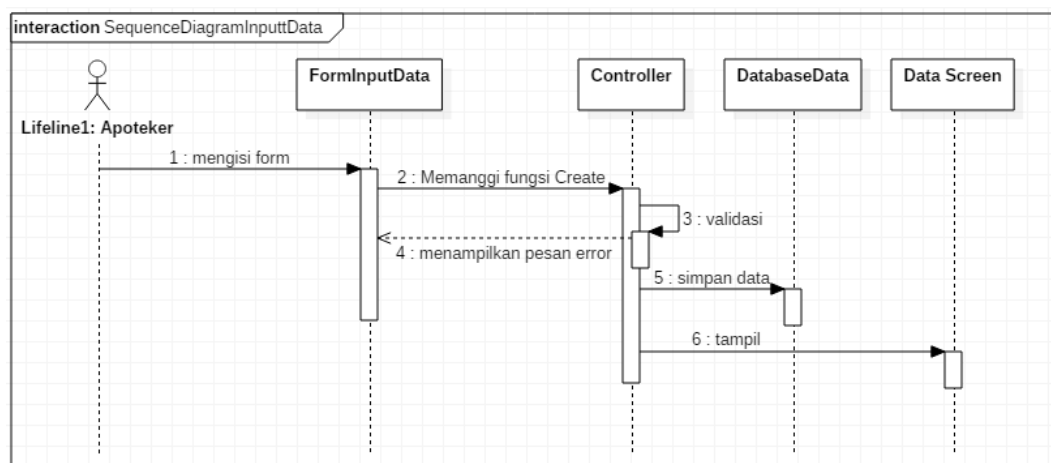 interaction SequenceDiagramInputtData
FormInputData
Controller
DatabaseData
Data Screen
Lifeline1: Apoteker
1 : mengisi form
2 : Memanggi fungsi Create
3 : validasi
4 : menampilkan pesan error
5 : simpan data
6 : tampil